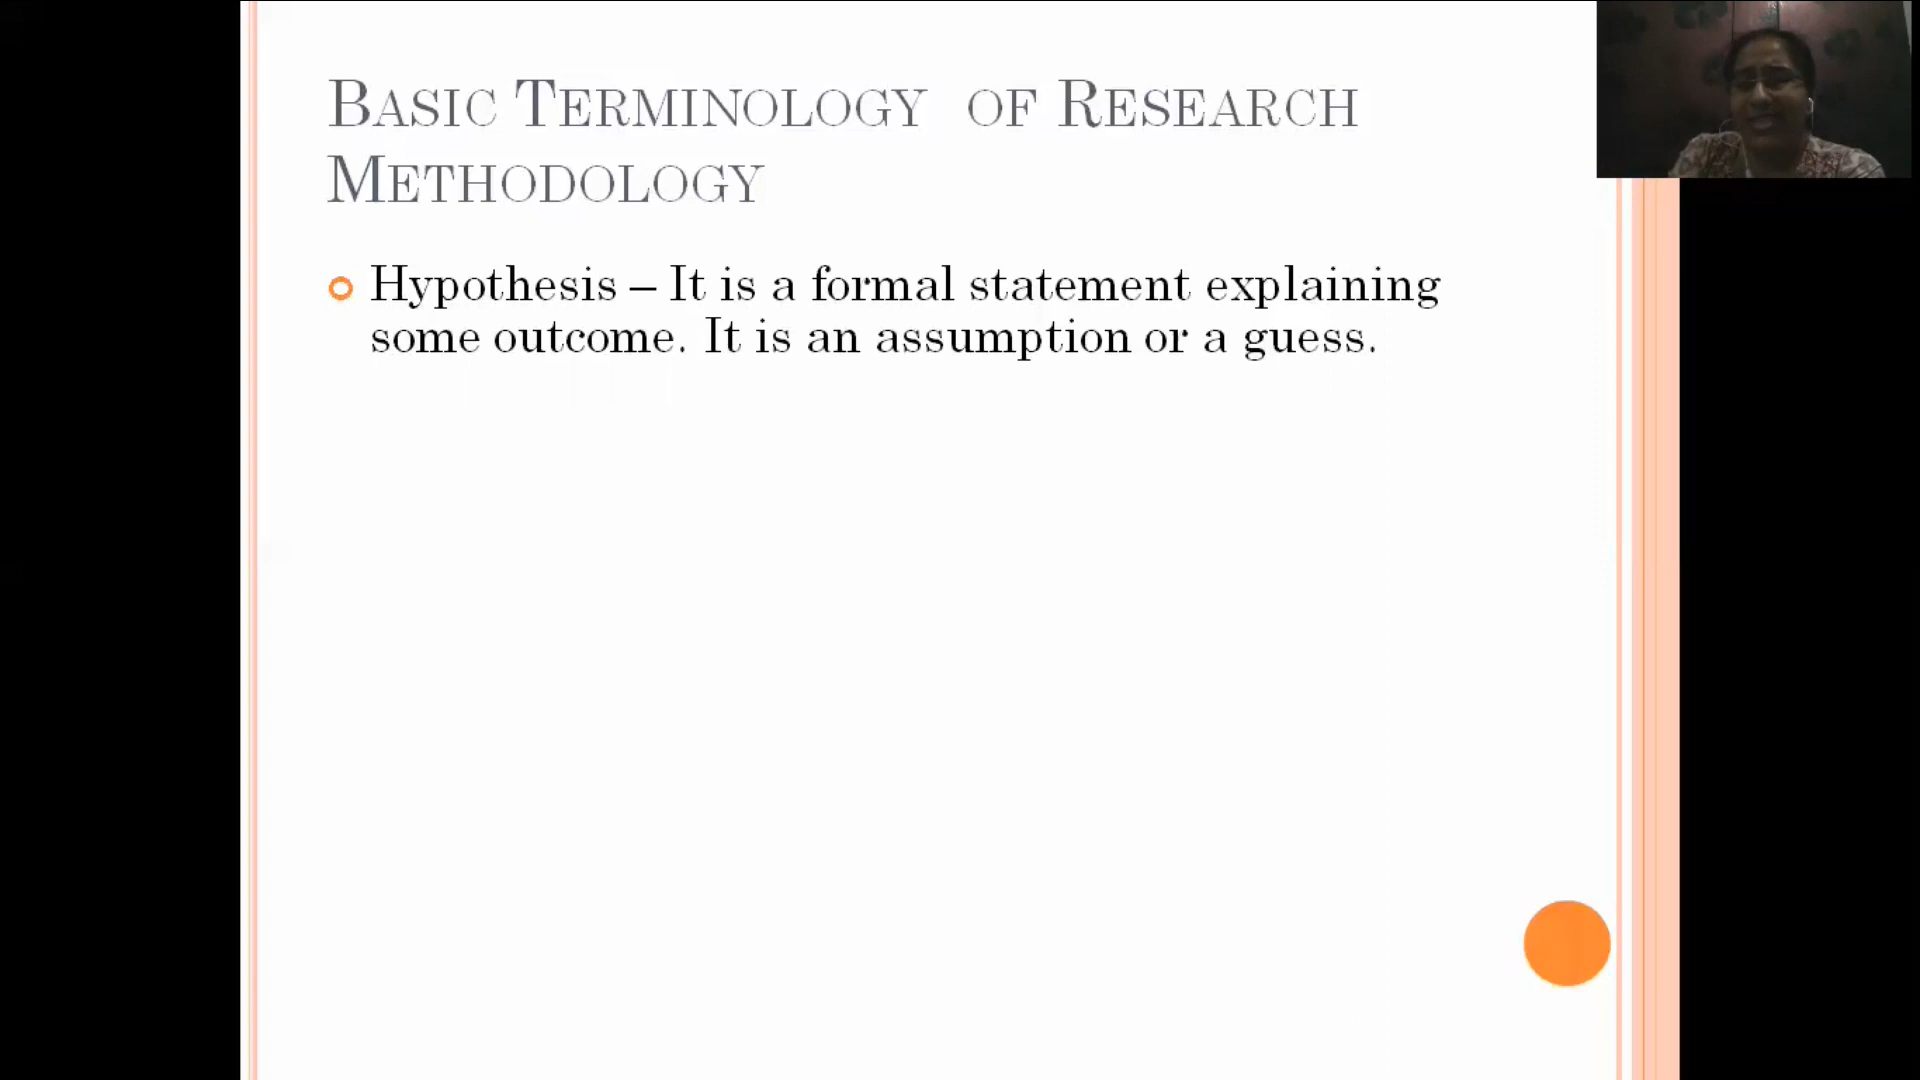 BASIC TERMINOLOGY OF RESEARCH
METHODOLOGY
Hypothesis – It is a formal statement explaining
some outcome. It is an assumption or a guess.